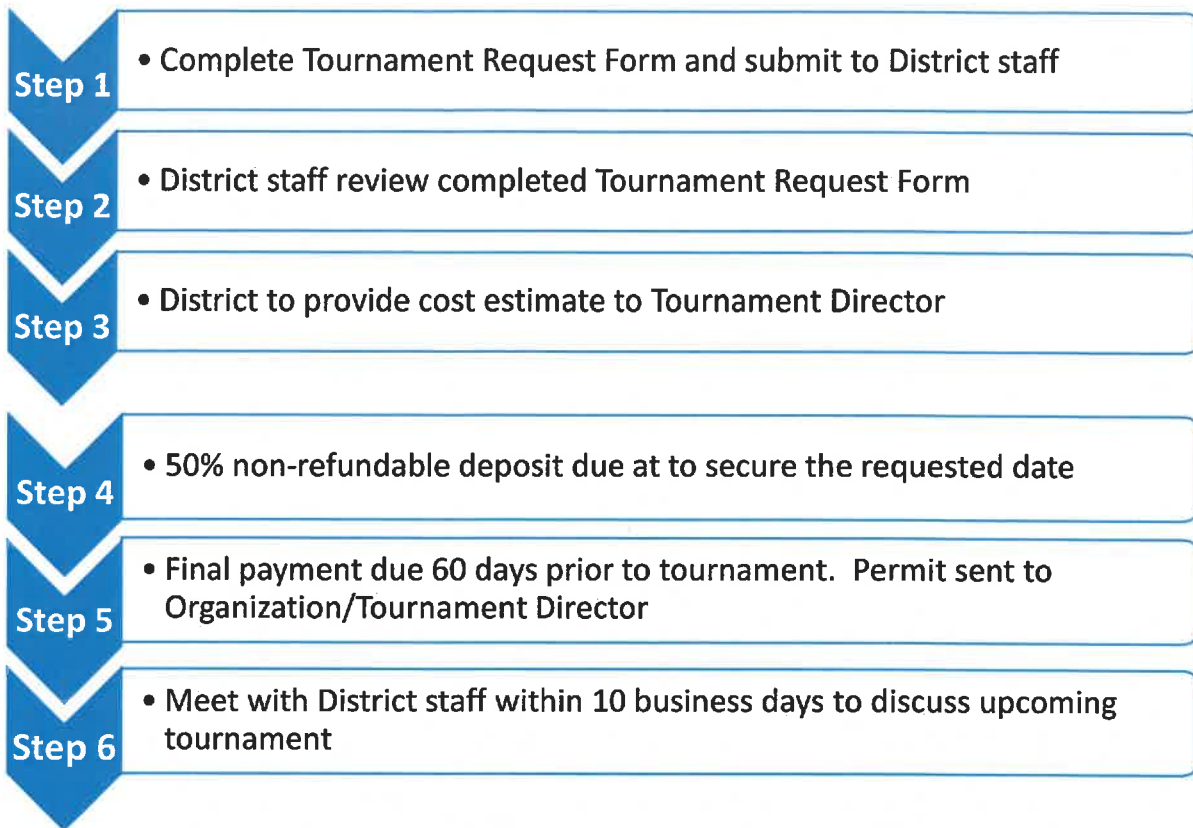 Step 1
• Complete Tournament Request Form and submit to District staff
Step 2
• District staff review completed Tournament Request Form
Step 3
• District to provide cost estimate to Tournament Director
Step 4
• 50% non-refundable deposit due at to secure the requested date
Step 5
• Final payment due 60 days prior to tournament.  Permit sent to
Organization/Tournament Director
Step 6
• Meet with District staff within 10 business days to discuss upcoming
tournament